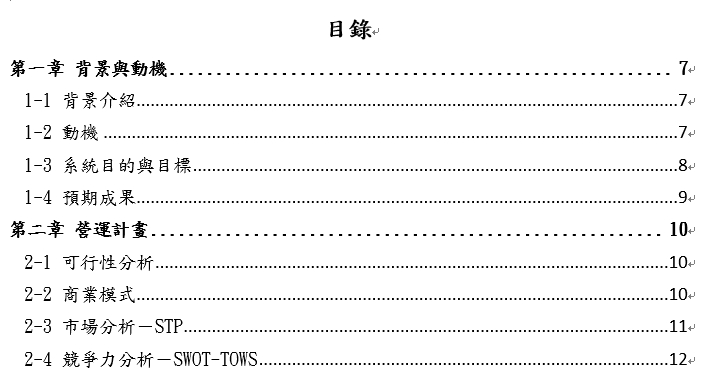 目錄
第一章 背景與動機.......................................................7
1-1 背景介紹.......................................................7
1-2 動機.......................................................7
1-3 系統目的與目標.......................................................8
1-4 預期成果.......................................................9
第二章 營運計畫.......................................................10
2-1 可行性分析.......................................................10
2-2 商業模式.......................................................10
2-3 市場分析－STP.......................................................11
2-4 競爭力分析－SWOT-TOWS.......................................................12